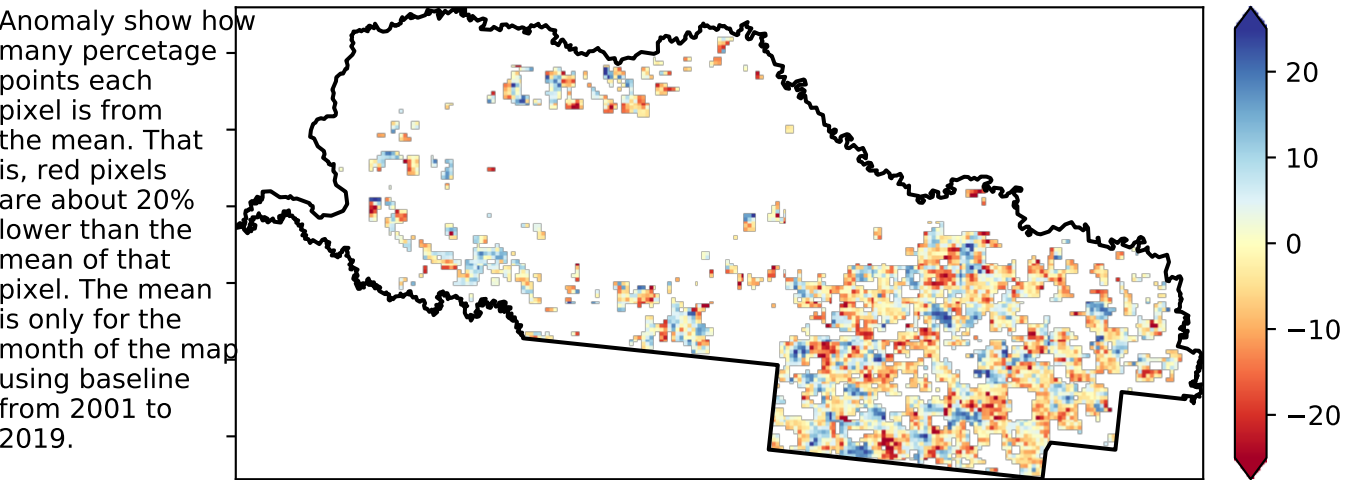 Anomaly show how
many percetage
points each
pixel is from
the mean. That
is, red pixels
are about 20%
lower than the
mean of that
pixel. The mean
is only for the
month of the map
using baseline
from 2001 to
2019.
20
10
0
−10
−20